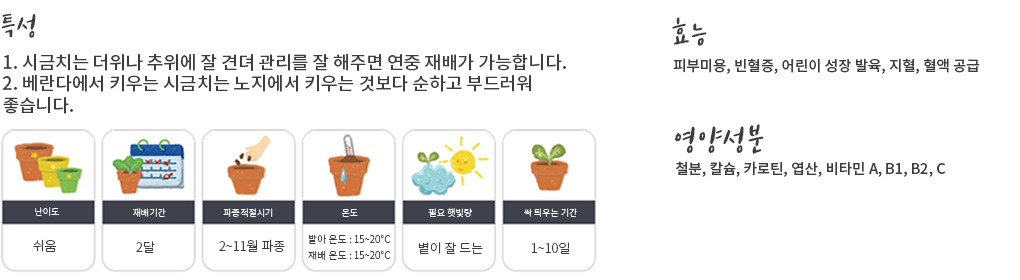 특성
1. 시금치는 더위나 추위에 잘 견뎌 관리를 잘 해주면 연중 재배가 가능합니다.
2. 베란다에서 키우는 시금치는 노지에서 키우는 것보다 순하고 부드러워
좋습니다.
난이도
쉬움
재배기간
2달
파종적절시기
2~11월 파종
온도
발아 온도 : 15~20°C
재배 온도 : 15~20°C
필요 햇빛량
볕이 잘 드는
싹 틔우는 기간
1~10일
효능
피부미용, 빈혈증, 어린이 성장 발육, 지혈, 혈액 공급
영양성분
철분, 칼슘, 카로틴, 엽산, 비타민 A, B1, B2, C